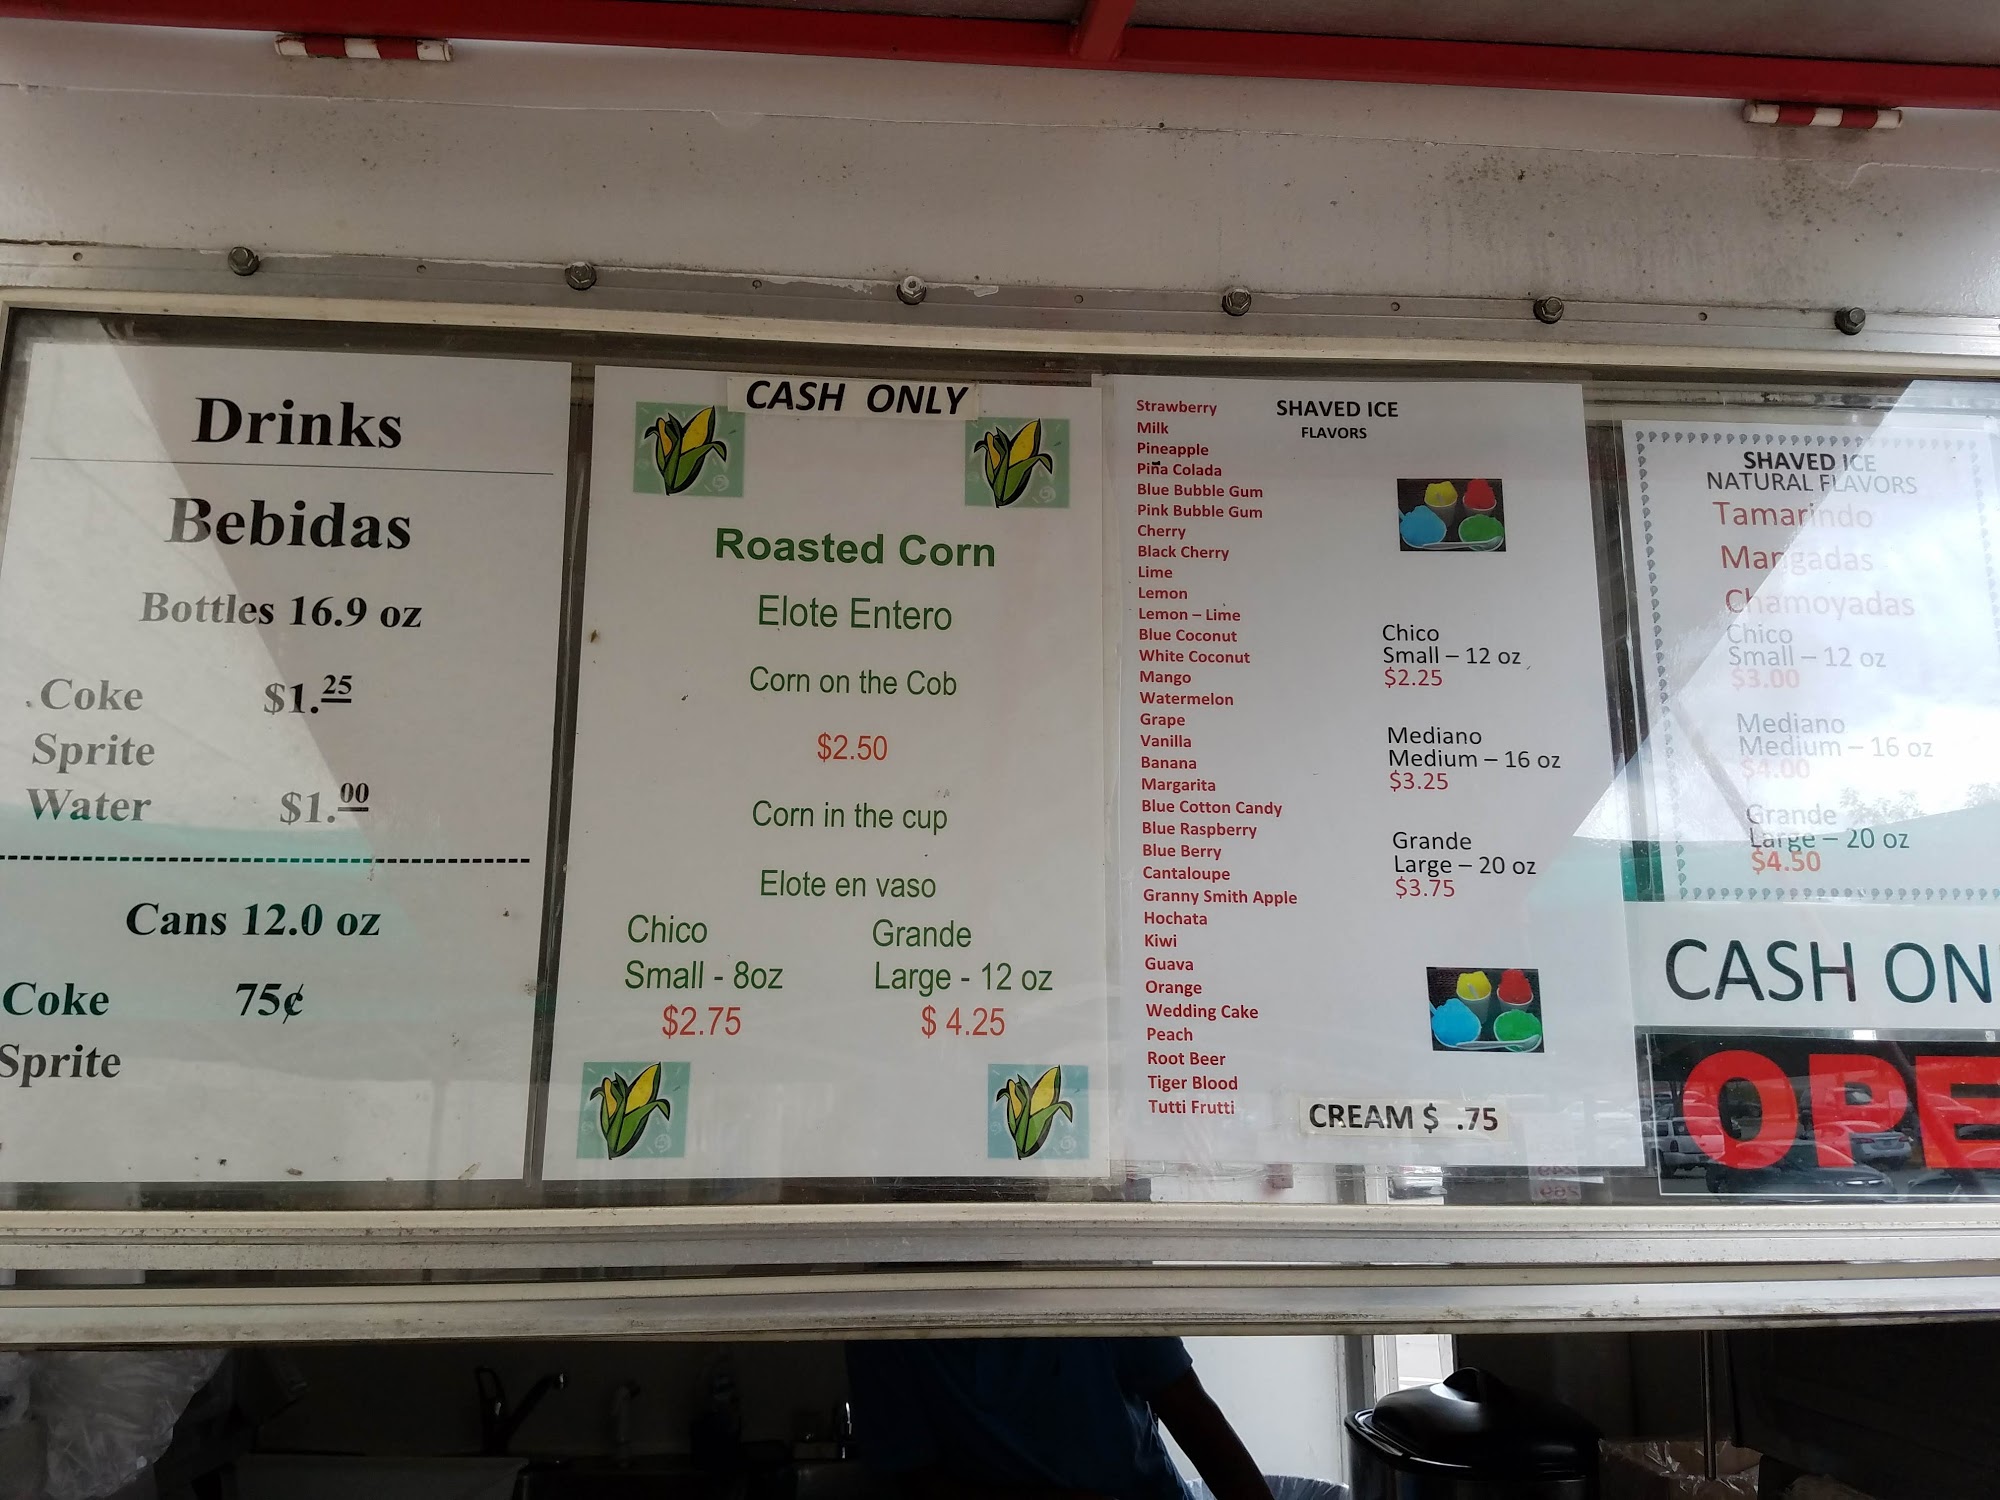 Drinks
Bebidas
Bottles 16.9 oz
Coke $1.25
Sprite
Water $1.00
Cans 12.0 oz
Coke 75¢
Sprite
CASH ONLY
Roasted Corn
Elote Entero
Corn on the Cob
$2.50
Corn in the cup
Elote en vaso
Chico Grande
Small - 8oz Large - 12 oz
$2.75 $ 4.25
SHAVED ICE
FLAVORS
Strawberry
Milk
Pineapple
Piña Colada
Blue Bubble Gum
Pink Bubble Gum
Cherry
Black Cherry
Lime
Lemon
Lemon – Lime
Blue Coconut
White Coconut
Mango
Watermelon
Grape
Vanilla
Banana
Margarita
Blue Cotton Candy
Blue Raspberry
Blue Berry
Cantaloupe
Granny Smith Apple
Hochata
Kiwi
Guava
Orange
Wedding Cake
Peach
Root Beer
Tiger Blood
Tutti Frutti
Chico
Small – 12 oz
$2.25
Mediano
Medium – 16 oz
$3.25
Grande
Large – 20 oz
$3.75
CREAM $ .75
SHAVED ICE
NATURAL FLAVORS
Tamarindo
Mangadas
Chamoyadas
Chico
Small – 12 oz
$3.00
Mediano
Medium – 16 oz
$4.00
Grande
Large – 20 oz
$4.50
CASH ON
OPE